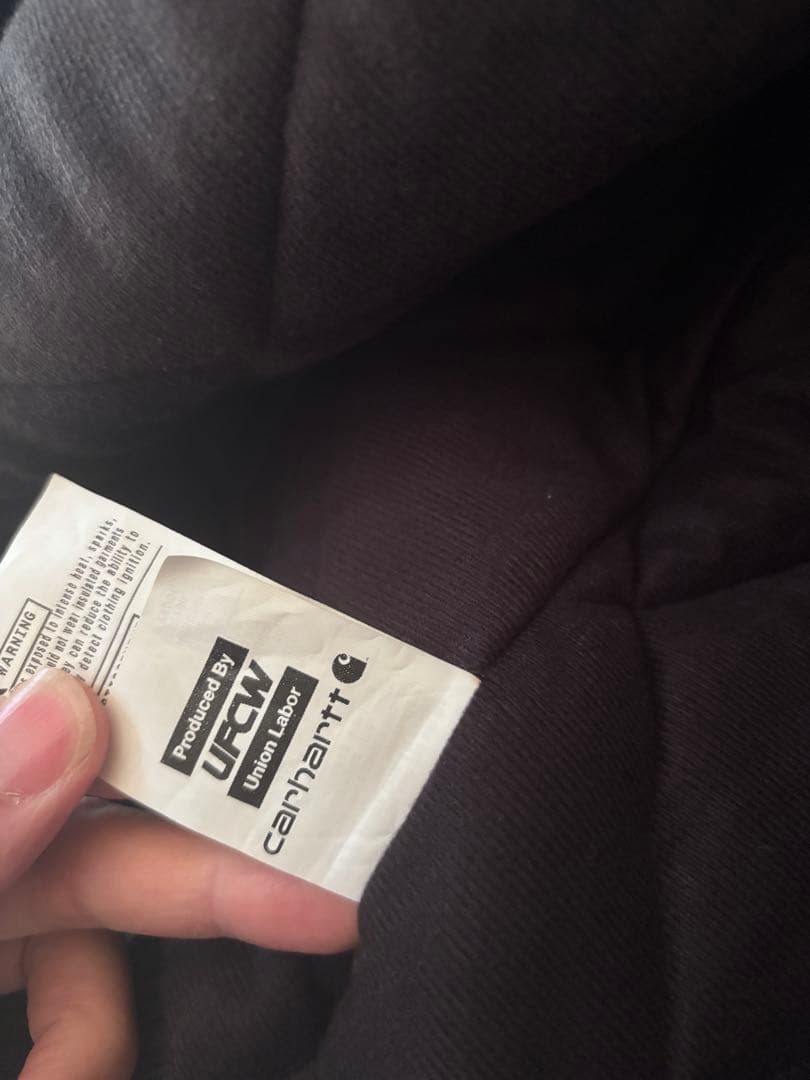 WARNING
exposed to intense heat, sparks,
not wear insulated garments
can reduce the ability to
detect clothing ignition.
Produced By
UFCW
Union Labor
carhartt